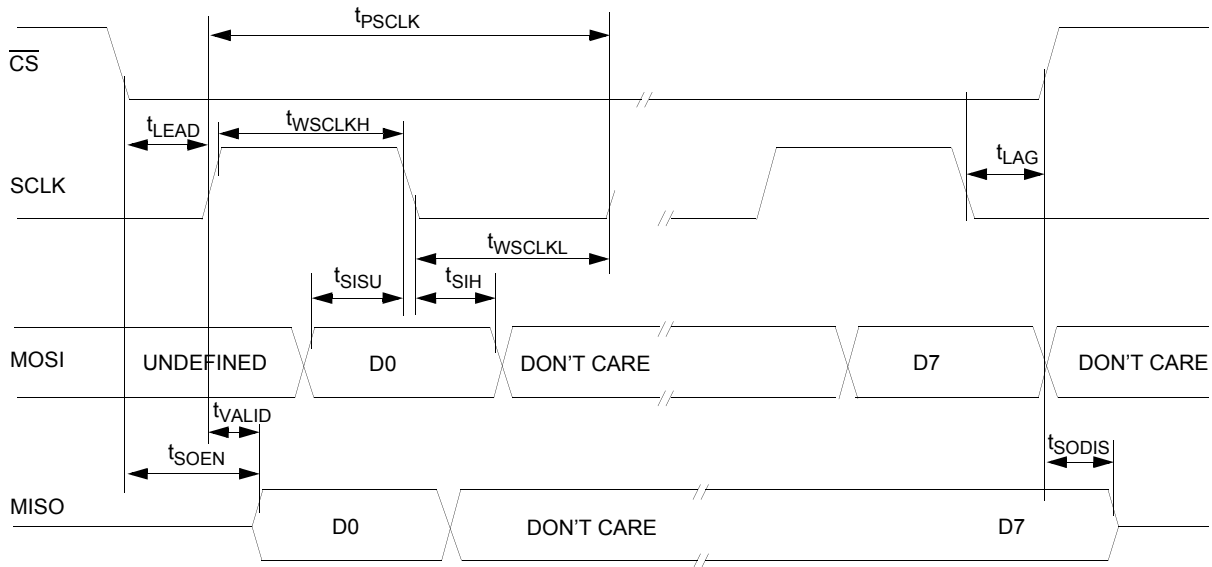 tPSCLK
CS
tLEAD
tWSCLKH
tLAG
SCLK
tWSCLKL
tSISU
tSIH
MOSI
UNDEFINED
D0
DON'T CARE
D7
DON'T CARE
tVALID
tSOEN
tSODIS
MISO
D0
DON'T CARE
D7